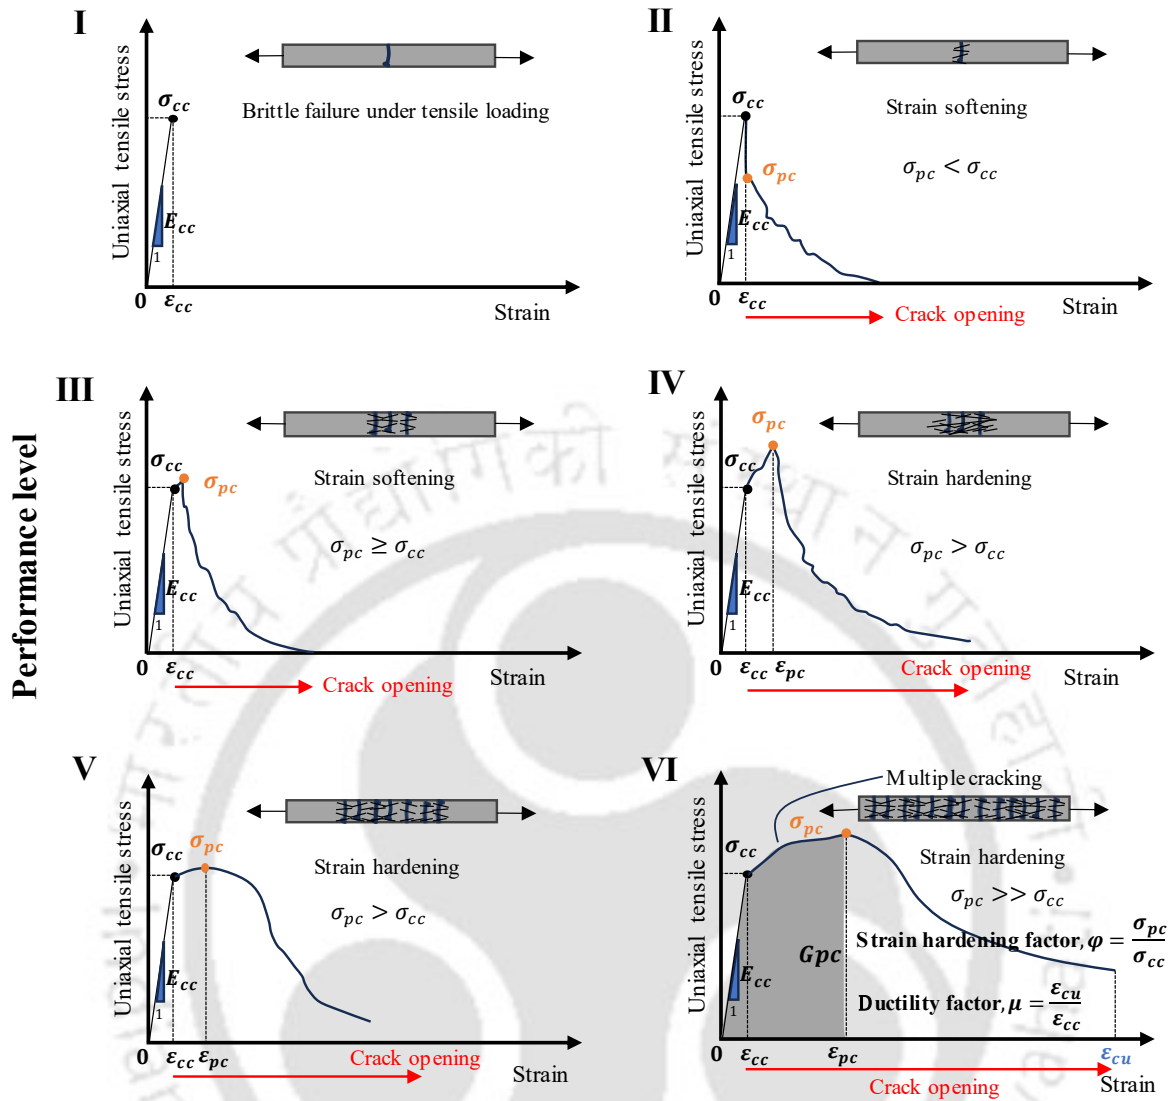 Performance level
I
Uniaxial tensile stress
σcc
Brittle failure under tensile loading
Ecc
1
0
εcc
Strain
II
Uniaxial tensile stress
σcc
Strain softening
σpc
σpc < σcc
Ecc
1
0
εcc
Strain
Crack opening
III
Uniaxial tensile stress
σcc
σpc
Strain softening
σpc ≥ σcc
Ecc
1
0
εcc
Strain
Crack opening
IV
Uniaxial tensile stress
σpc
σcc
Strain hardening
σpc > σcc
Ecc
1
0
εcc
εpc
Crack opening
Strain
V
Uniaxial tensile stress
σpc
σcc
Strain hardening
σpc > σcc
Ecc
1
0
εcc
εpc
Crack opening
Strain
VI
Multiple cracking
Uniaxial tensile stress
σpc
σcc
Strain hardening
σpc >> σcc
Gpc
Strain hardening factor, φ = σpc/σcc
Ecc
1
Ductility factor, μ = εcu/εcc
0
εcc
εpc
εcu
Crack opening
Strain